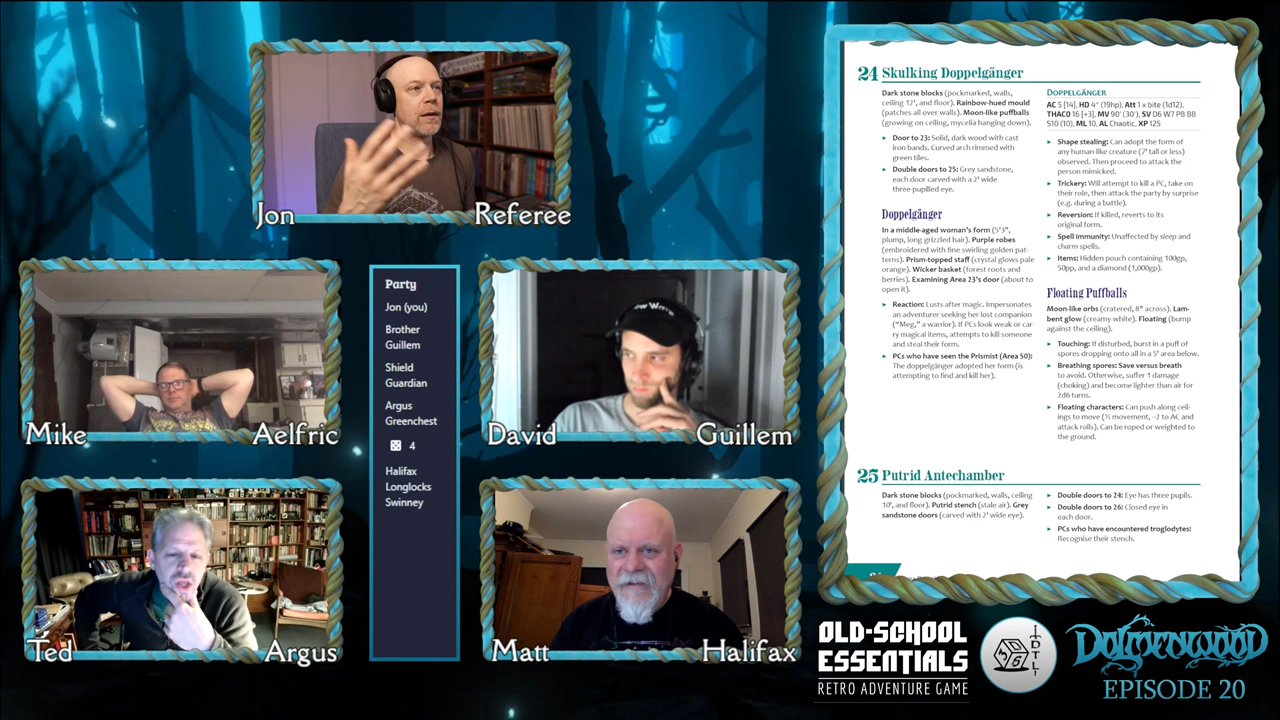 Jon
Referee
Mike
Aelfric
David
Guillem
Ted
Argus
Matt
Halifax
Party
Jon (you)
Brother
Guillem
Shield
Guardian
Argus
Greenchest
4
Halifax
Longlocks
Swinney
24 Skulking Doppelgänger
Dark stone blocks (pockmarked, walls,
ceiling 12', and floor). Rainbow-hued mould
(patches all over walls). Moon-like puffballs
(growing on ceiling, mycelia hanging down).
► Door to 23: Solid, dark wood with cast
iron bands. Curved arch rimmed with
green tiles.
► Double doors to 25: Grey sandstone,
each door carved with a 2' wide
three-pupilled eye.
Doppelgänger
In a middle-aged woman's form (5'3",
plump, long grizzled hair). Purple robes
(embroidered with fine swirling golden pat-
terns). Prism-topped staff (crystal glows pale
orange). Wicker basket (forest roots and
berries). Examining Area 23's door (about to
open it).
► Reaction: Lusts after magic. Impersonates
an adventurer seeking her lost companion
("Meg," a warrior). If PCs look weak or car-
ry magical items, attempts to kill someone
and steal their form.
► PCs who have seen the Prismist (Area 50):
The doppelgänger adopted her form (is
attempting to find and kill her).
Doppelgänger
AC 5 [14], HD 4* (19hp), Att 1 x bite (1d12),
THAC0 16 [+3], MV 90' (30'), SV D6 W7 P8 B8
S10 (10), ML 10, AL Chaotic, XP 125
► Shape stealing: Can adopt the form of
any human-like creature (7' tall or less)
observed. Then proceed to attack the
person mimicked.
► Trickery: Will attempt to kill a PC, take on
their role, then attack the party by surprise
(e.g. during a battle).
► Reversion: If killed, reverts to its
original form.
► Spell immunity: Unaffected by sleep and
charm spells.
► Items: Hidden pouch containing 100gp,
50pp, and a diamond (1,000gp).
Floating Puffballs
Moon-like orbs (cratered, 8" across). Lam-
bent glow (creamy white). Floating (bump
against the ceiling).
► Touching: If disturbed, burst in a puff of
spores dropping onto all in a 5' area below.
► Breathing spores: Save versus breath
to avoid. Otherwise, suffer 1 damage
(choking) and become lighter than air for
2d6 turns.
► Floating characters: Can push along ceil-
ings to move (½ movement, –2 to AC and
attack rolls). Can be roped or weighted to
the ground.
25 Putrid Antechamber
Dark stone blocks (pockmarked, walls, ceiling
10', and floor). Putrid stench (stale air). Grey
sandstone doors (carved with 2' wide eye).
► Double doors to 24: Eye has three pupils.
► Double doors to 26: Closed eye in
each door.
► PCs who have encountered troglodytes:
Recognise their stench.
OLD-SCHOOL
ESSENTIALS
RETRO ADVENTURE GAME
Dolmenwood
EPISODE 20